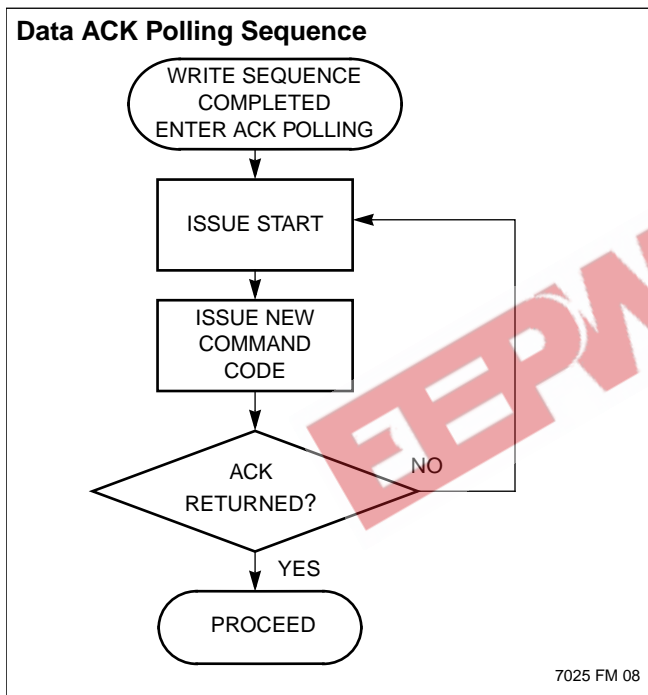 Data ACK Polling Sequence
WRITE SEQUENCE
COMPLETED
ENTER ACK POLLING
ISSUE START
ISSUE NEW
COMMAND
CODE
ACK
RETURNED?
NO
YES
PROCEED
7025 FM 08
EEPW